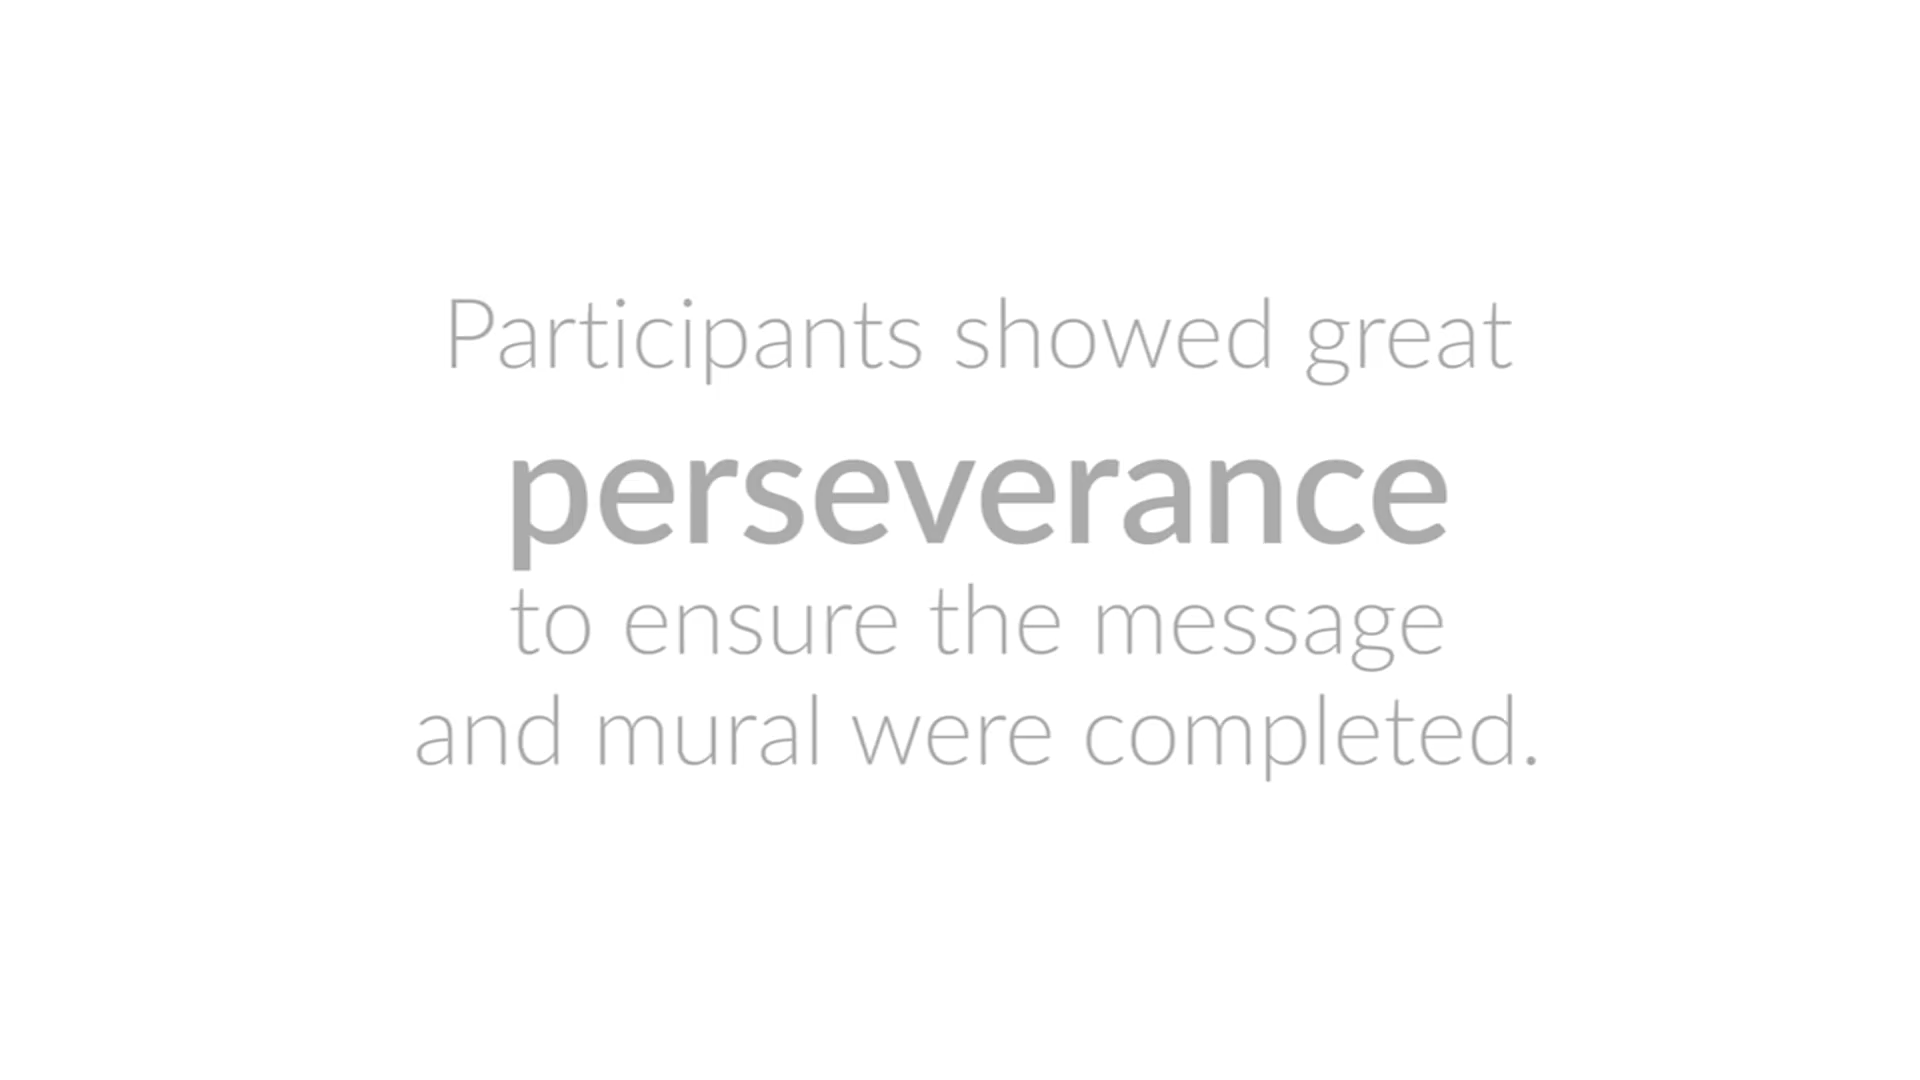 Participants showed great
perseverance
to ensure the message
and mural were completed.